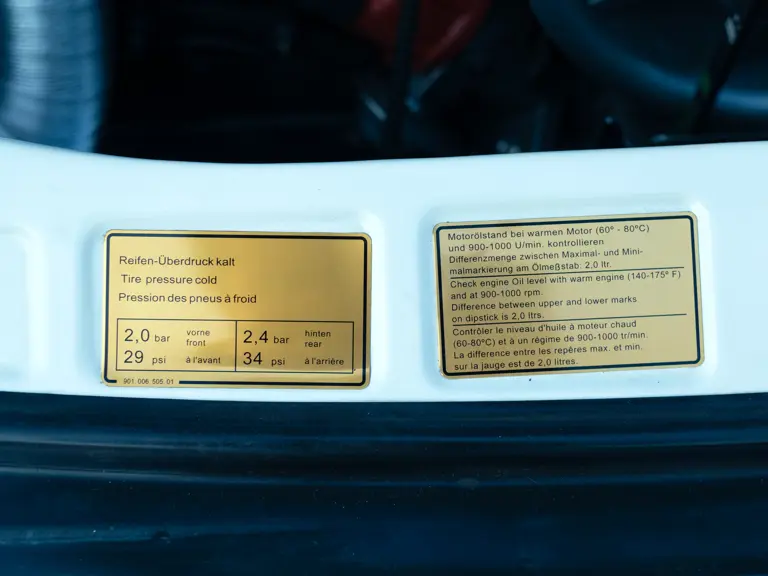 Reifen-Überdruck kalt
Tire pressure cold
Pression des pneus à froid
2,0 bar vorne front
29 psi à l'avant
2,4 bar hinten rear
34 psi à l'arrière
901. 006. 505. 01
Motorölstand bei warmen Motor (60° - 80°C)
und 900-1000 U/min. kontrollieren
Differenzmenge zwischen Maximal- und Mini-
malmarkierung am Ölmeßstab: 2,0 ltr.
Check engine Oil level with warm engine (140-175° F)
and at 900-1000 rpm.
Difference between upper and lower marks
on dipstick is 2,0 ltrs.
Contrôler le niveau d'huile à moteur chaud
(60-80°C) et à un régime de 900-1000 tr/min.
La difference entre les repères max. et min.
sur la jauge est de 2,0 litres.